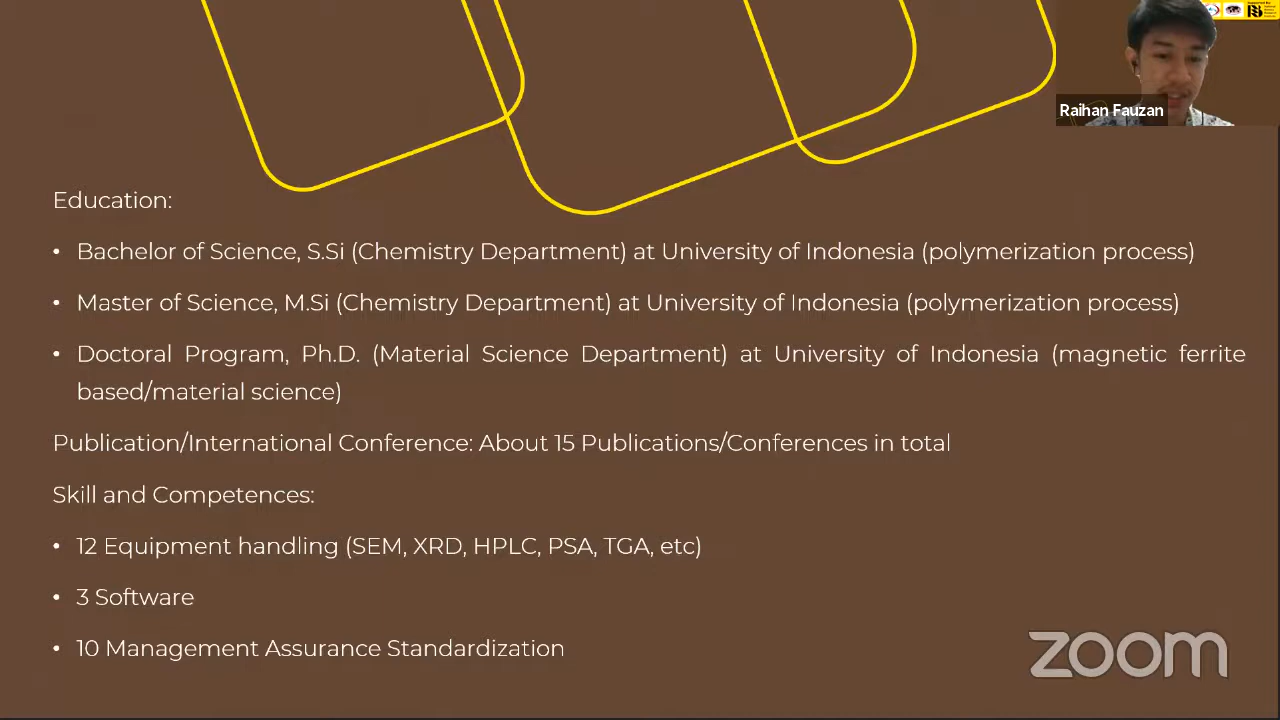 Raihan Fauzan
Education:
• Bachelor of Science, S.Si (Chemistry Department) at University of Indonesia (polymerization process)
• Master of Science, M.Si (Chemistry Department) at University of Indonesia (polymerization process)
• Doctoral Program, Ph.D. (Material Science Department) at University of Indonesia (magnetic ferrite
based/material science)
Publication/International Conference: About 15 Publications/Conferences in total
Skill and Competences:
• 12 Equipment handling (SEM, XRD, HPLC, PSA, TGA, etc)
• 3 Software
• 10 Management Assurance Standardization
zoom